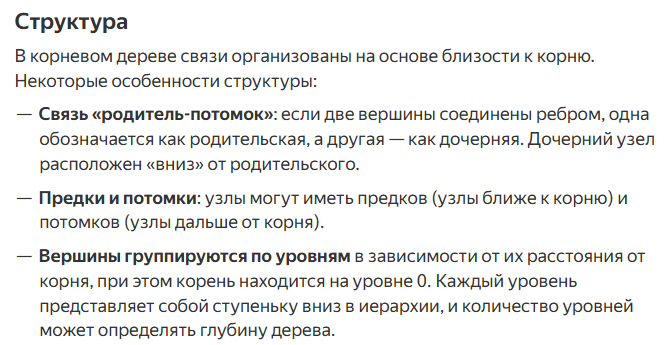 Структура
В корневом дереве связи организованы на основе близости к корню.
Некоторые особенности структуры:
— Связь «родитель-потомок»: если две вершины соединены ребром, одна
обозначается как родительская, а другая — как дочерняя. Дочерний узел
расположен «вниз» от родительского.
— Предки и потомки: узлы могут иметь предков (узлы ближе к корню) и
потомков (узлы дальше от корня).
— Вершины группируются по уровням в зависимости от их расстояния от
корня, при этом корень находится на уровне 0. Каждый уровень
представляет собой ступеньку вниз в иерархии, и количество уровней
может определять глубину дерева.